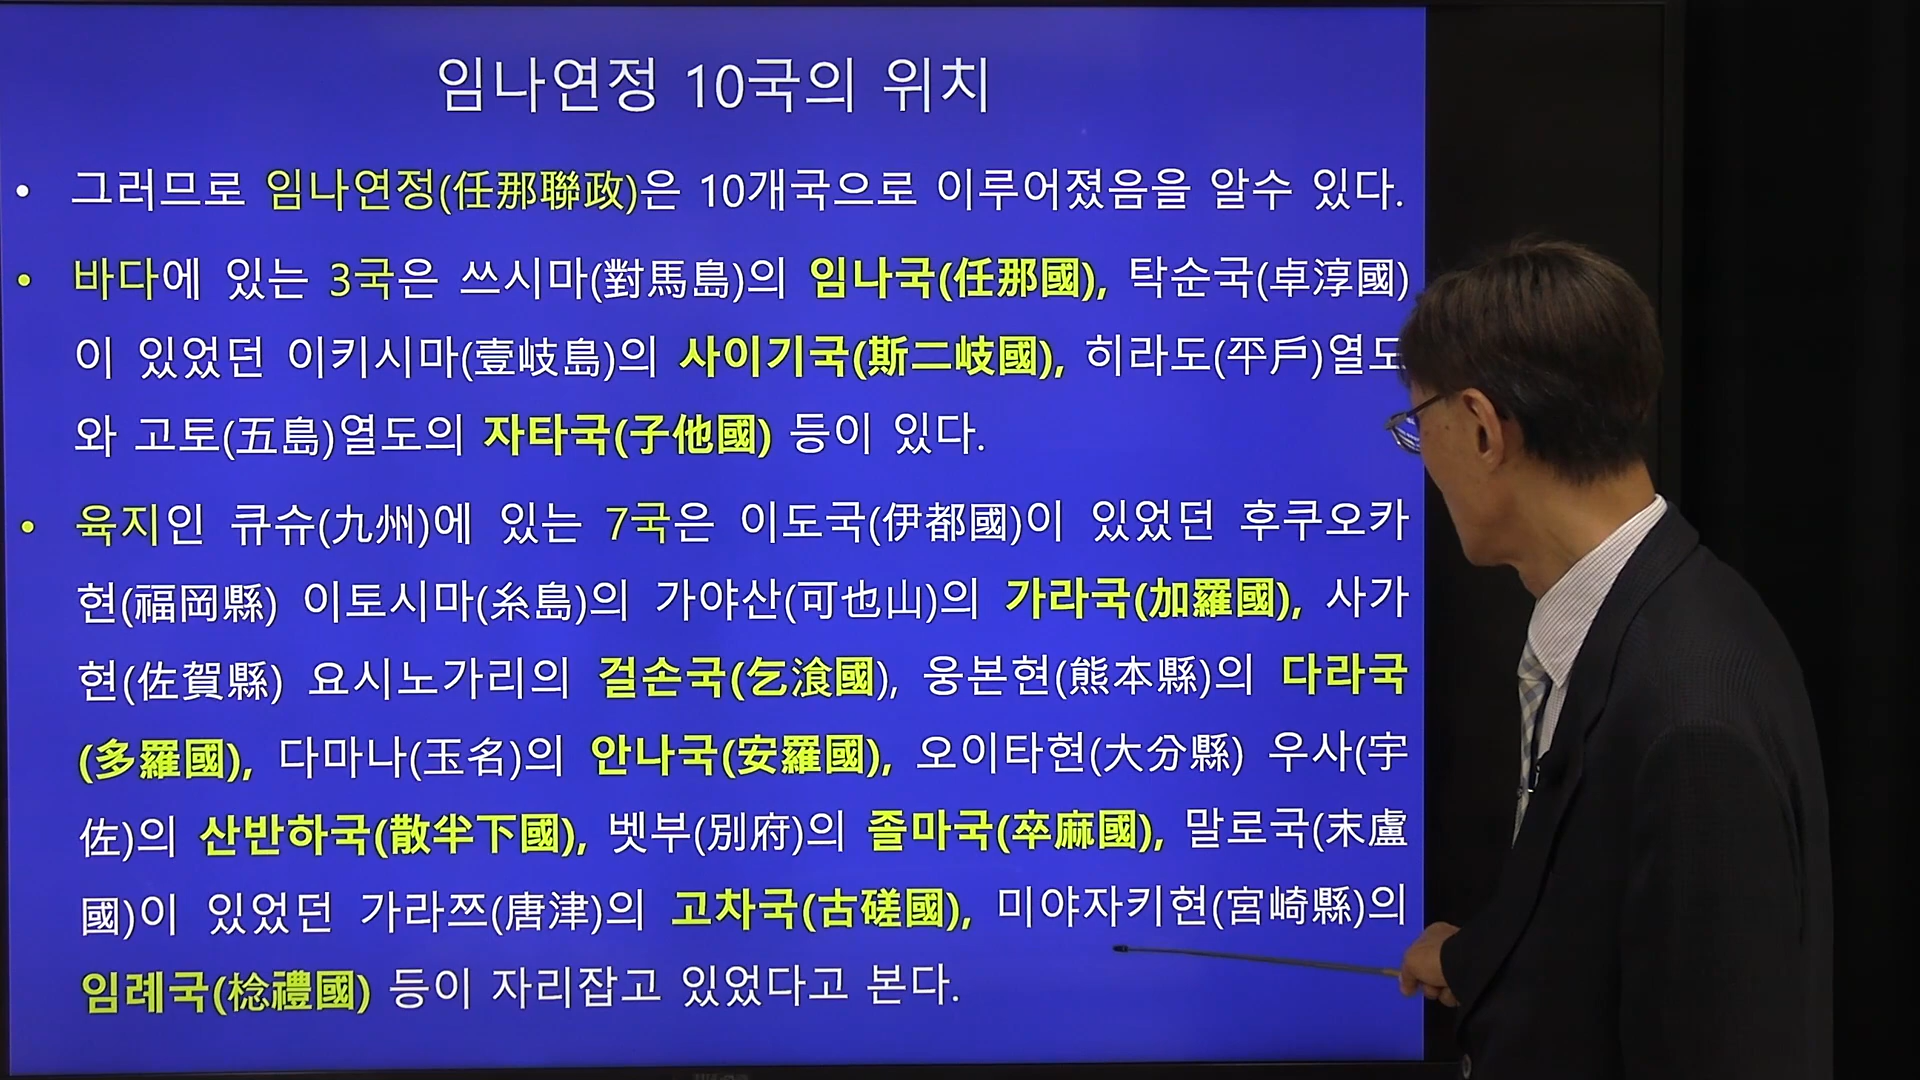 임나연정 10국의 위치
• 그러므로 임나연정(任那聯政)은 10개국으로 이루어졌음을 알수 있다.
• 바다에 있는 3국은 쓰시마(對馬島)의 임나국(任那國), 탁순국(卓淳國)
이 있었던 이키시마(壹岐島)의 사이기국(斯二岐國), 히라도(平戶)열도
와 고토(五島)열도의 자타국(子他國) 등이 있다.
• 육지인 큐슈(九州)에 있는 7국은 이도국(伊都國)이 있었던 후쿠오카
현(福岡縣) 이토시마(糸島)의 가야산(可也山)의 가라국(加羅國), 사가
현(佐賀縣) 요시노가리의 걸손국(乞湌國), 웅본현(熊本縣)의 다라국
(多羅國), 다마나(玉名)의 안나국(安羅國), 오이타현(大分縣) 우사(宇
佐)의 산반하국(散半下國), 벳부(別府)의 졸마국(卒麻國), 말로국(末盧
國)이 있었던 가라쯔(唐津)의 고차국(古磋國), 미야자키현(宮崎縣)의
임례국(稔禮國) 등이 자리잡고 있었다고 본다.